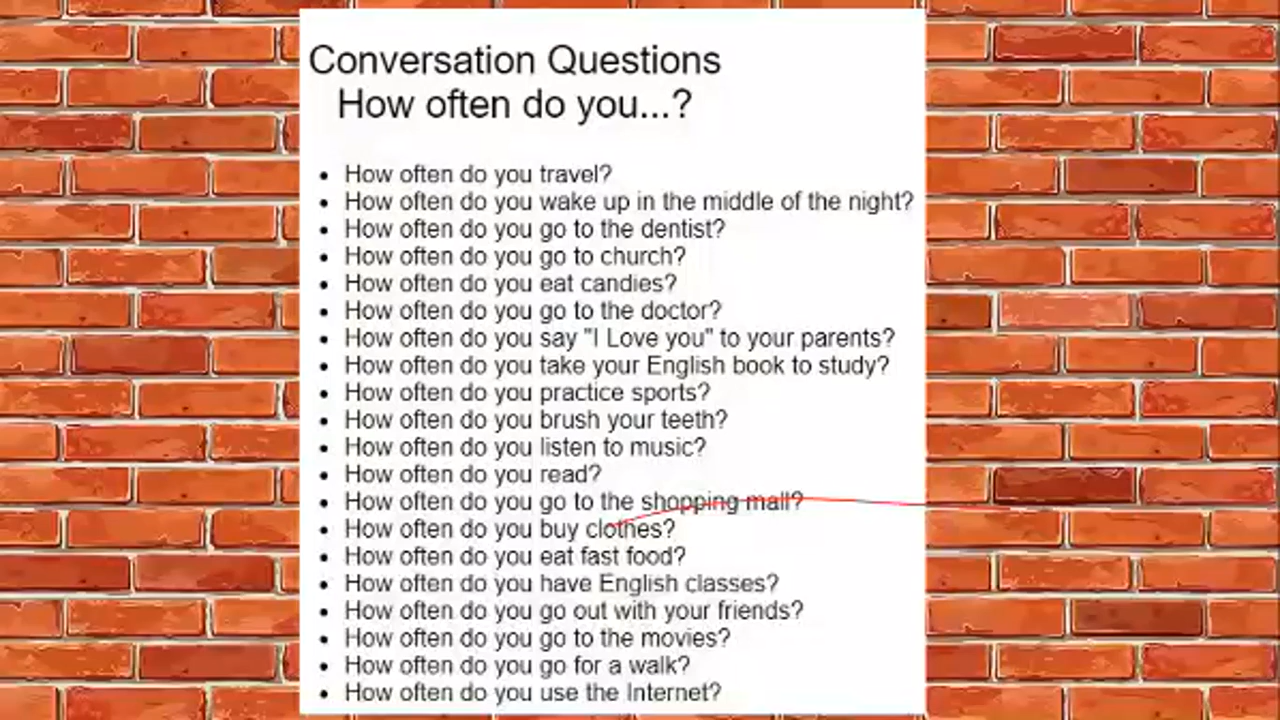 Conversation Questions
How often do you...?
• How often do you travel?
• How often do you wake up in the middle of the night?
• How often do you go to the dentist?
• How often do you go to church?
• How often do you eat candies?
• How often do you go to the doctor?
• How often do you say "I Love you" to your parents?
• How often do you take your English book to study?
• How often do you practice sports?
• How often do you brush your teeth?
• How often do you listen to music?
• How often do you read?
• How often do you go to the shopping mall?
• How often do you buy clothes?
• How often do you eat fast food?
• How often do you have English classes?
• How often do you go out with your friends?
• How often do you go to the movies?
• How often do you go for a walk?
• How often do you use the Internet?